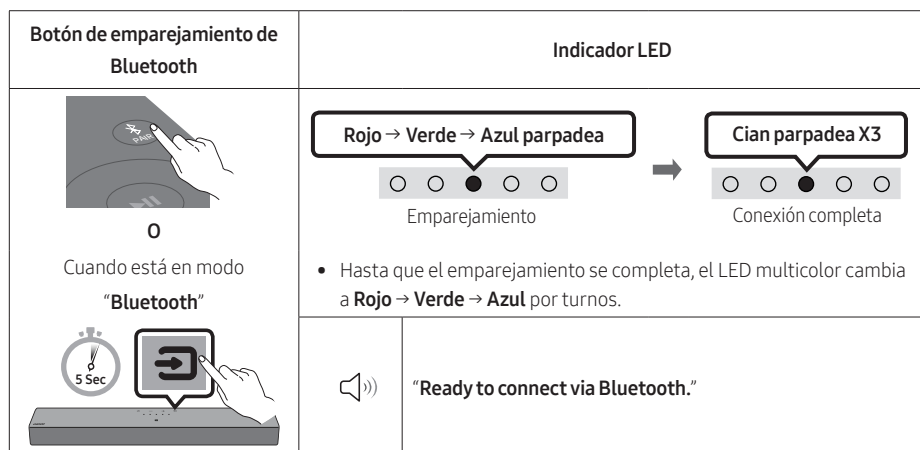 Botón de emparejamiento de
Bluetooth
Indicador LED
PAIR
O
Cuando está en modo
“Bluetooth”
5 Sec
Rojo → Verde → Azul parpadea
Emparejamiento
Cian parpadea X3
Conexión completa
• Hasta que el emparejamiento se completa, el LED multicolor cambia
a Rojo → Verde → Azul por turnos.
“Ready to connect via Bluetooth.”